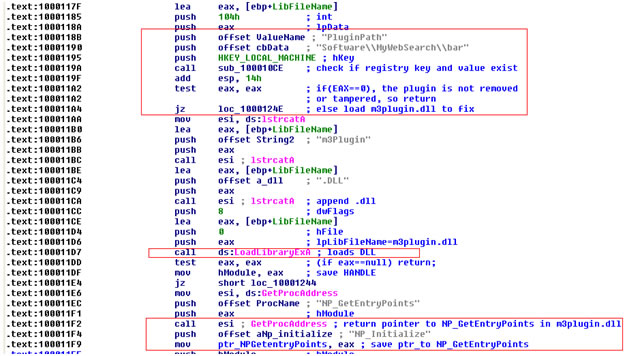 .text:1000117F lea eax, [ebp+LibFileName]
.text:10001185 push 104h ; int
.text:1000118A push eax ; lpData
.text:1000118B push offset ValueName ; "PluginPath"
.text:10001190 push offset cbData ; "Software\\MyWebSearch\\bar"
.text:10001195 push HKEY_LOCAL_MACHINE ; hKey
.text:1000119A call sub_100010CE ; check if registry key and value exist
.text:1000119F add esp, 14h
.text:100011A2 test eax, eax ; if(EAX==0), the plugin is not removed
.text:100011A2 ; or tampered, so return
.text:100011A4 jz loc_1000124E ; else load m3plugin.dll to fix
.text:100011AA mov esi, ds:lstrcatA
.text:100011B0 lea eax, [ebp+LibFileName]
.text:100011B6 push offset String2 ; "m3Plugin"
.text:100011BB push eax
.text:100011BC call esi ; lstrcatA
.text:100011BE lea eax, [ebp+LibFileName]
.text:100011C4 push offset a_dll ; ".DLL"
.text:100011C9 push eax
.text:100011CA call esi ; lstrcatA ; append .dll
.text:100011CC push 8 ; dwFlags
.text:100011CE lea eax, [ebp+LibFileName]
.text:100011D4 push 0 ; hFile
.text:100011D6 push eax ; lpLibFileName=m3plugin.dll
.text:100011D7 call ds:LoadLibraryExA ; loads DLL
.text:100011DD test eax, eax ; (if eax==null) return;
.text:100011DF mov hModule, eax ; save HANDLE
.text:100011E4 jz short loc_10001244
.text:100011E6 mov esi, ds:GetProcAddress
.text:100011EC push offset ProcName ; "NP_GetEntryPoints"
.text:100011F1 push eax ; hModule
.text:100011F2 call esi ; GetProcAddress ; return pointer to NP_GetEntryPoints in m3plugin.dll
.text:100011F4 push offset aNp_initialize ; "NP_Initialize"
.text:100011F9 mov ptr_NPGetentryPoints, eax ; save ptr_to NP_GetEntryPoints